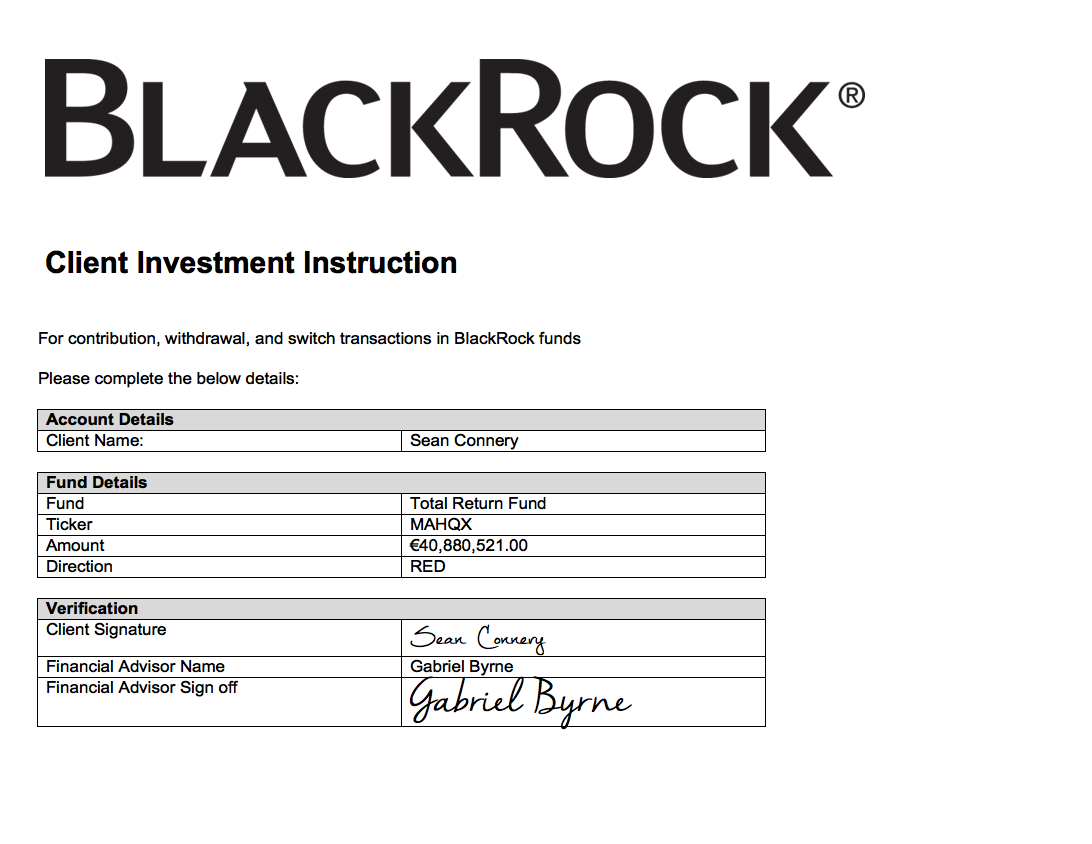 BLACKROCK®
Client Investment Instruction
For contribution, withdrawal, and switch transactions in BlackRock funds
Please complete the below details:
Account Details
Client Name: Sean Connery
Fund Details
Fund Total Return Fund
Ticker MAHQX
Amount €40,880,521.00
Direction RED
Verification
Client Signature Sean Connery
Financial Advisor Name Gabriel Byrne
Financial Advisor Sign off Gabriel Byrne